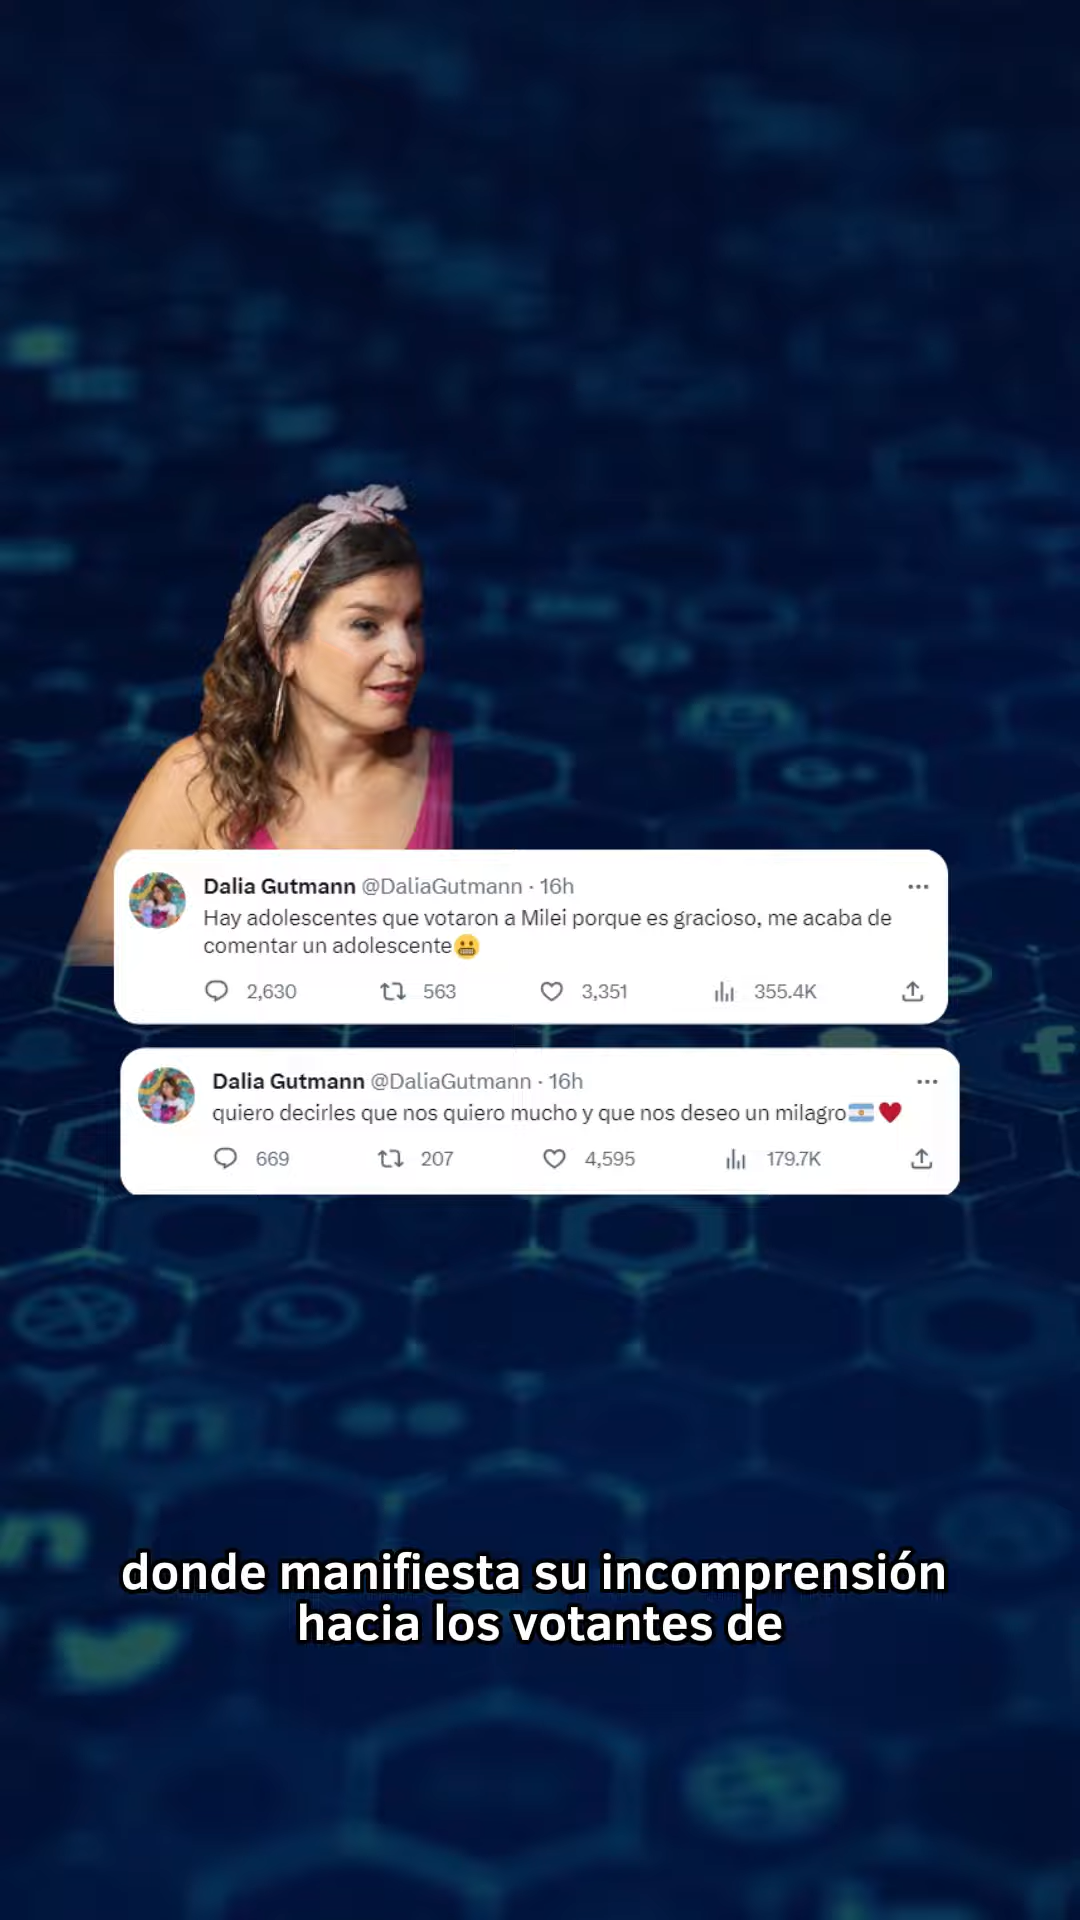 Dalia Gutmann @DaliaGutmann · 16h
Hay adolescentes que votaron a Milei porque es gracioso, me acaba de
comentar un adolescente😬
2,630 563 3,351 355.4K
Dalia Gutmann @DaliaGutmann · 16h
quiero decirles que nos quiero mucho y que nos deseo un milagro🇦🇷♥️
669 207 4,595 179.7K
donde manifiesta su incomprensión
hacia los votantes de